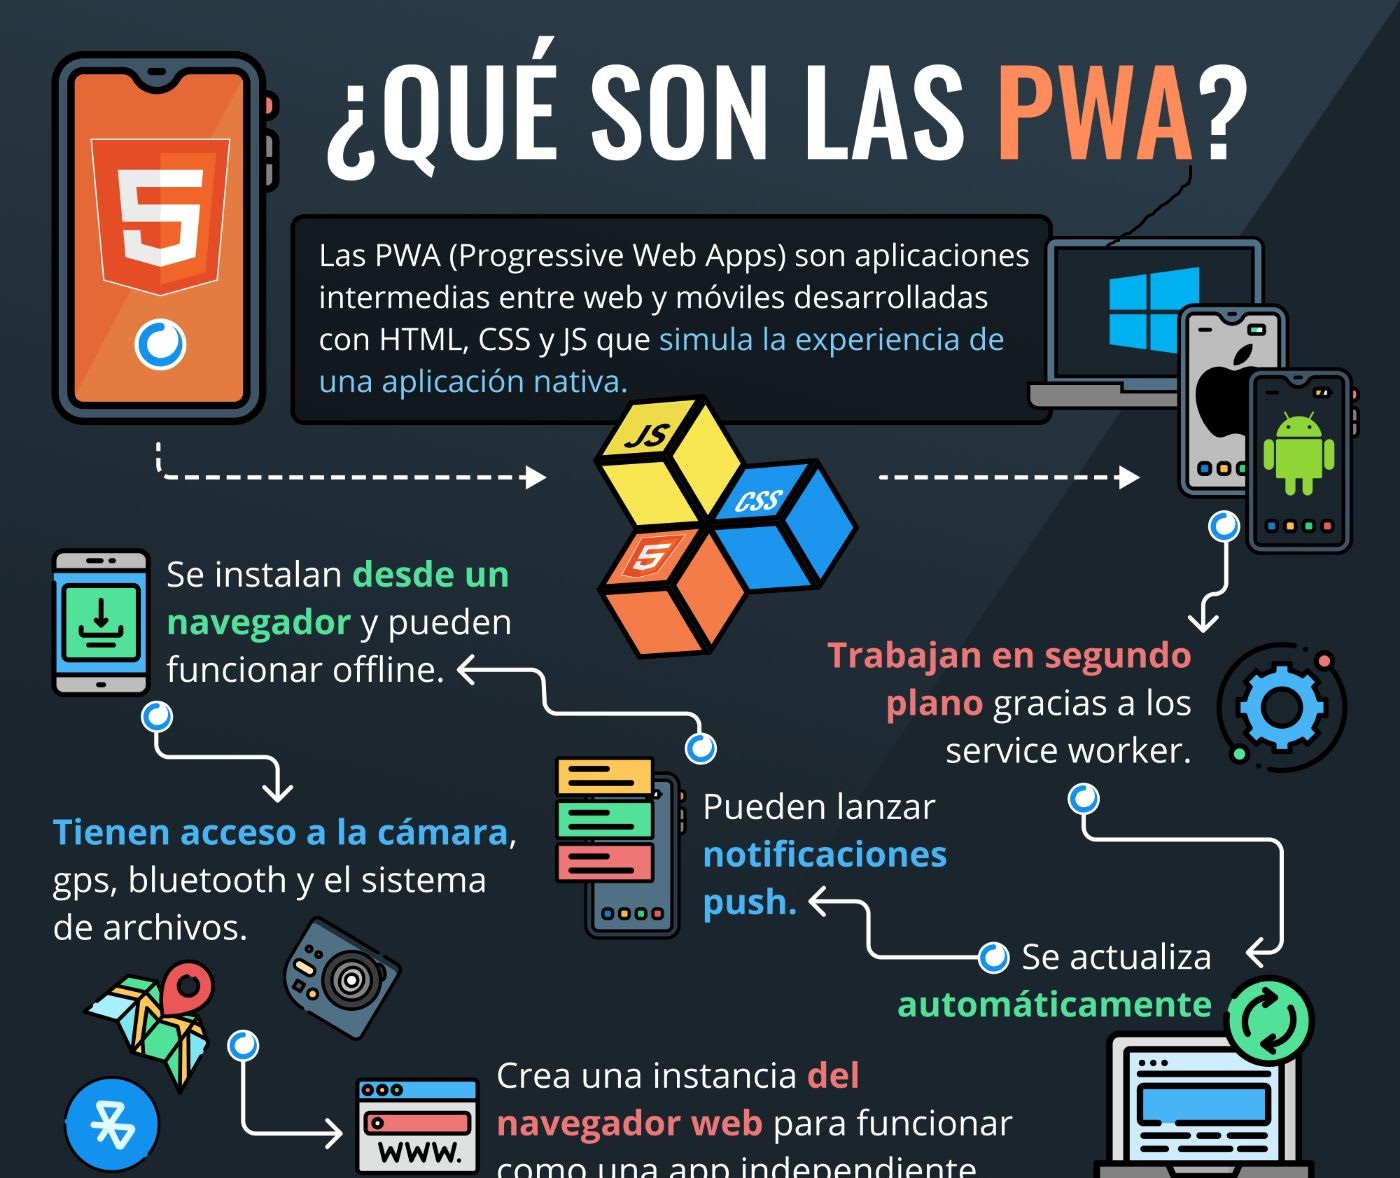 ¿QUÉ SON LAS PWA?
Las PWA (Progressive Web Apps) son aplicaciones
intermedias entre web y móviles desarrolladas
con HTML, CSS y JS que simula la experiencia de
una aplicación nativa.
JS
CSS
5
5
Se instalan desde un
navegador y pueden
funcionar offline.
Trabajan en segundo
plano gracias a los
service worker.
Pueden lanzar
notificaciones
push.
Tienen acceso a la cámara,
gps, bluetooth y el sistema
de archivos.
Se actualiza
automáticamente
Crea una instancia del
navegador web para funcionar
como una app independiente
WWW.